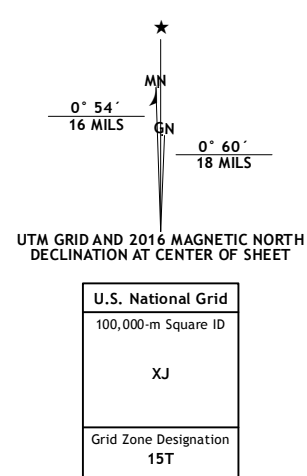 MN
0° 54´
16 MILS
GN
0° 60´
18 MILS
UTM GRID AND 2016 MAGNETIC NORTH
DECLINATION AT CENTER OF SHEET
U.S. National Grid
100,000-m Square ID
XJ
Grid Zone Designation
15T